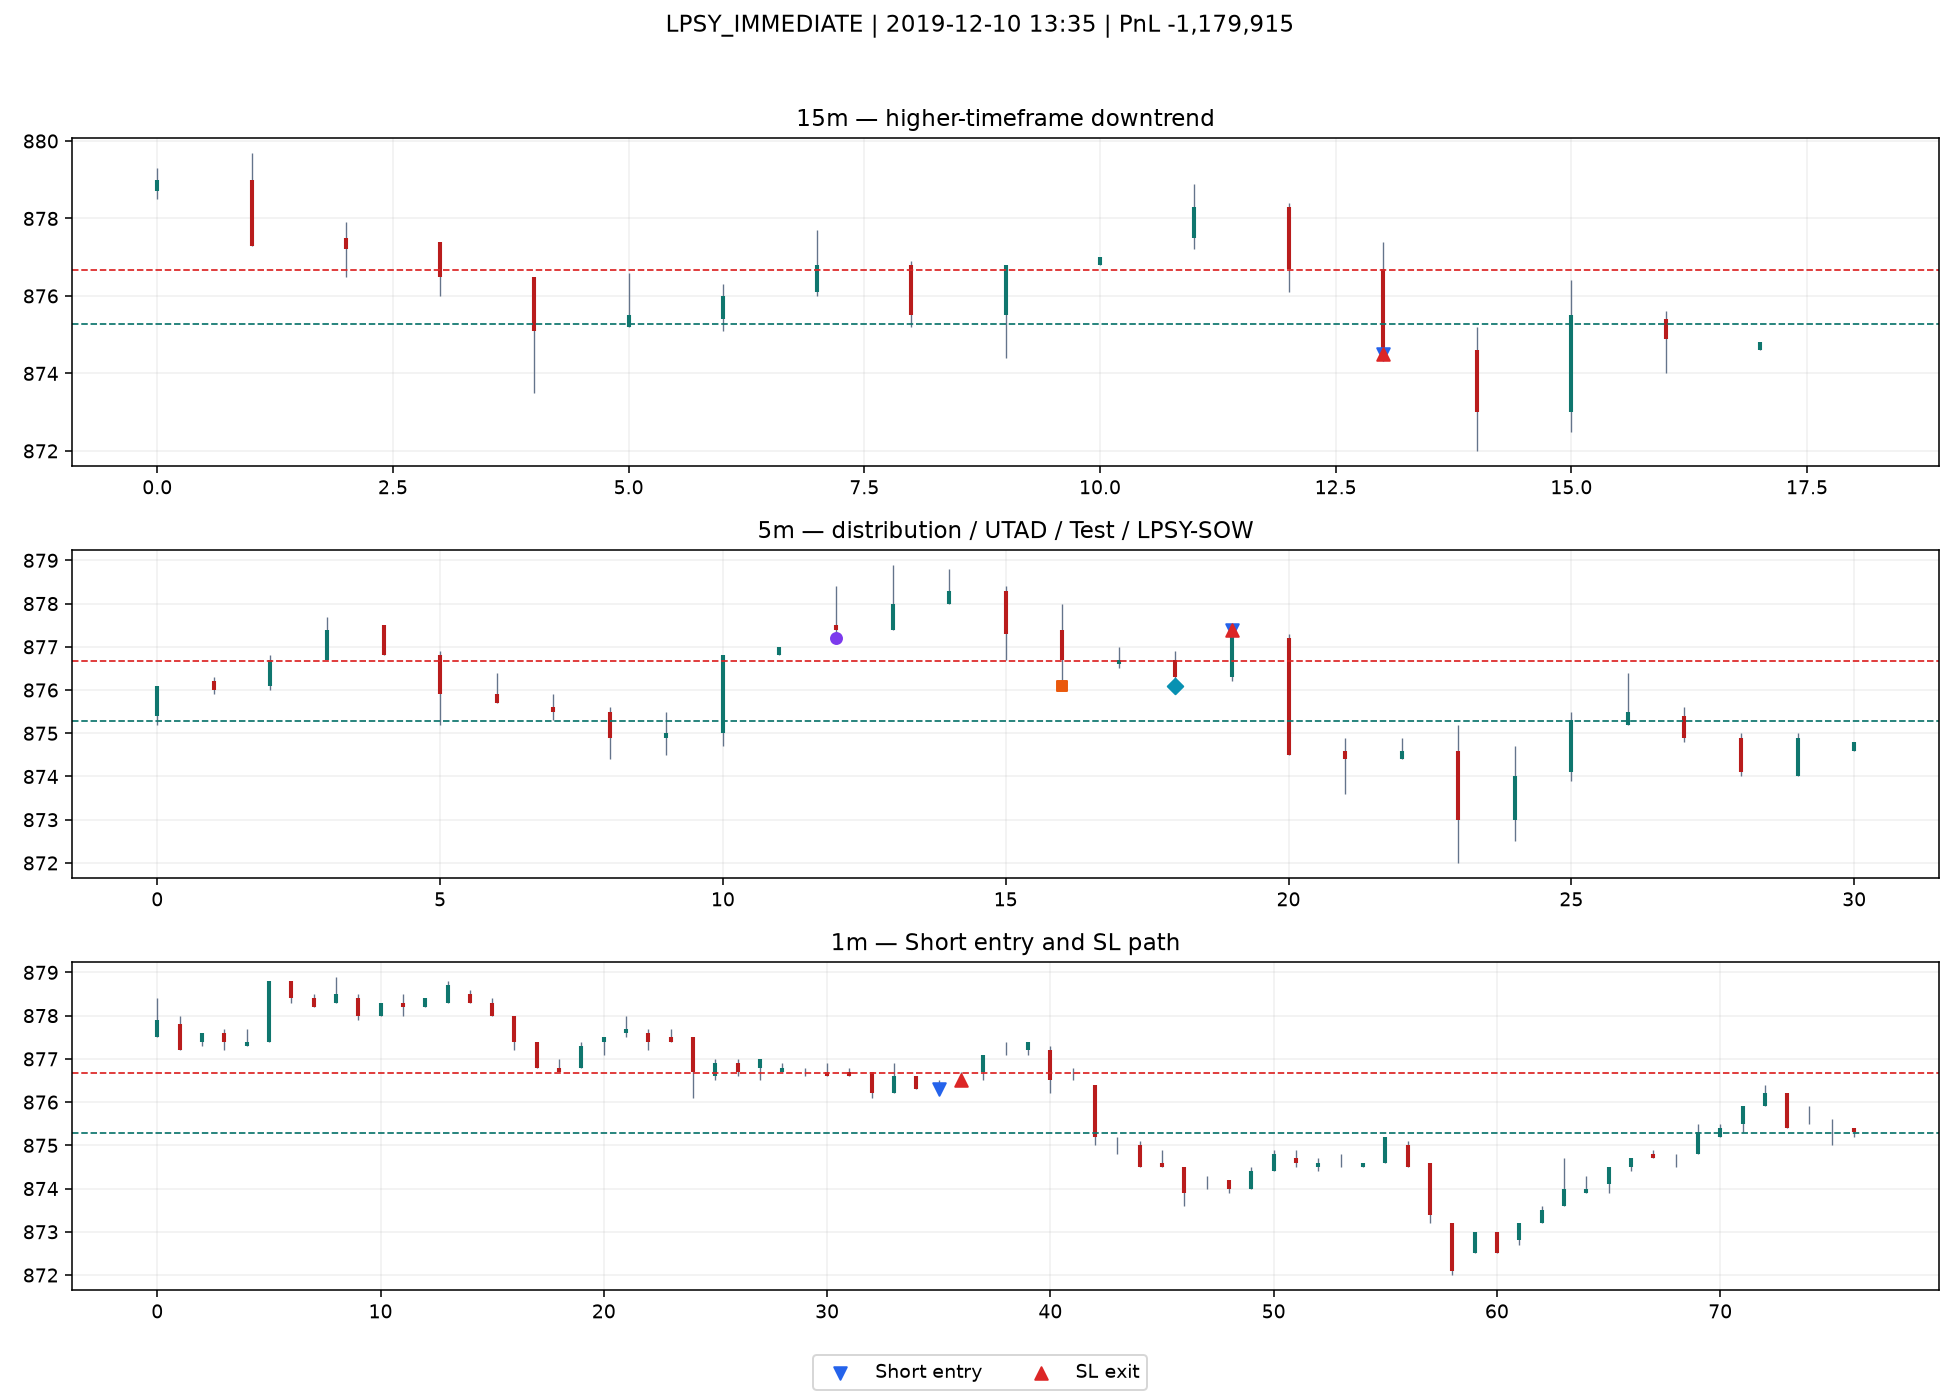 LPSY_IMMEDIATE | 2019-12-10 13:35 | PnL -1,179,915
15m — higher-timeframe downtrend
880
878
876
874
872
0.0 2.5 5.0 7.5 10.0 12.5 15.0 17.5
5m — distribution / UTAD / Test / LPSY-SOW
879
878
877
876
875
874
873
872
0 5 10 15 20 25 30
1m — Short entry and SL path
879
878
877
876
875
874
873
872
0 10 20 30 40 50 60 70
Short entry SL exit